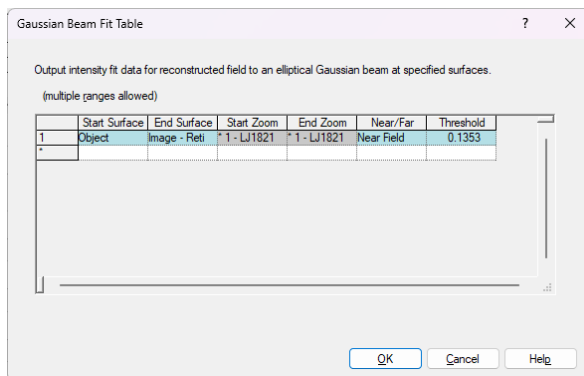 Gaussian Beam Fit Table ? ×
Output intensity fit data for reconstructed field to an elliptical Gaussian beam at specified surfaces.
(multiple ranges allowed)
Start Surface End Surface Start Zoom End Zoom Near/Far Threshold
1 Object Image - Reti * 1 - LJ1821 * 1 - LJ1821 Near Field 0.1353
*
OK Cancel Help